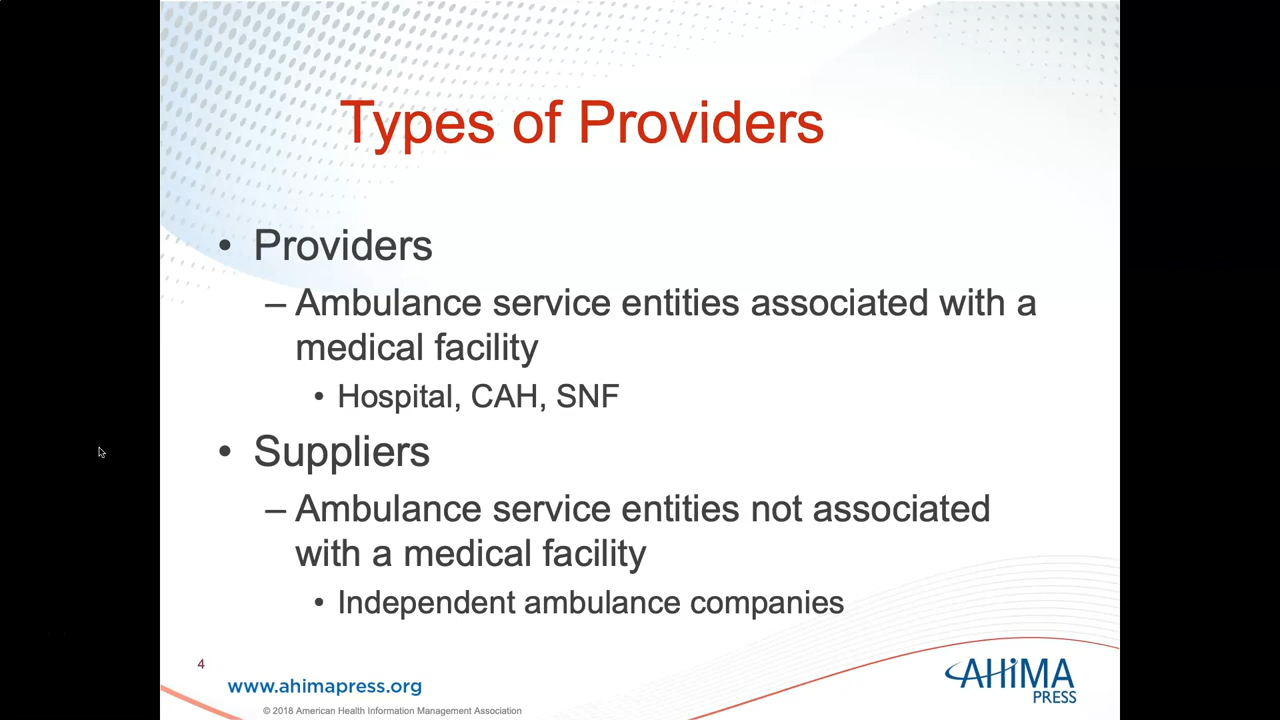 Types of Providers
• Providers
– Ambulance service entities associated with a
medical facility
• Hospital, CAH, SNF
• Suppliers
– Ambulance service entities not associated
with a medical facility
• Independent ambulance companies
4
www.ahimapress.org
© 2018 American Health Information Management Association
AHiMA
PRESS